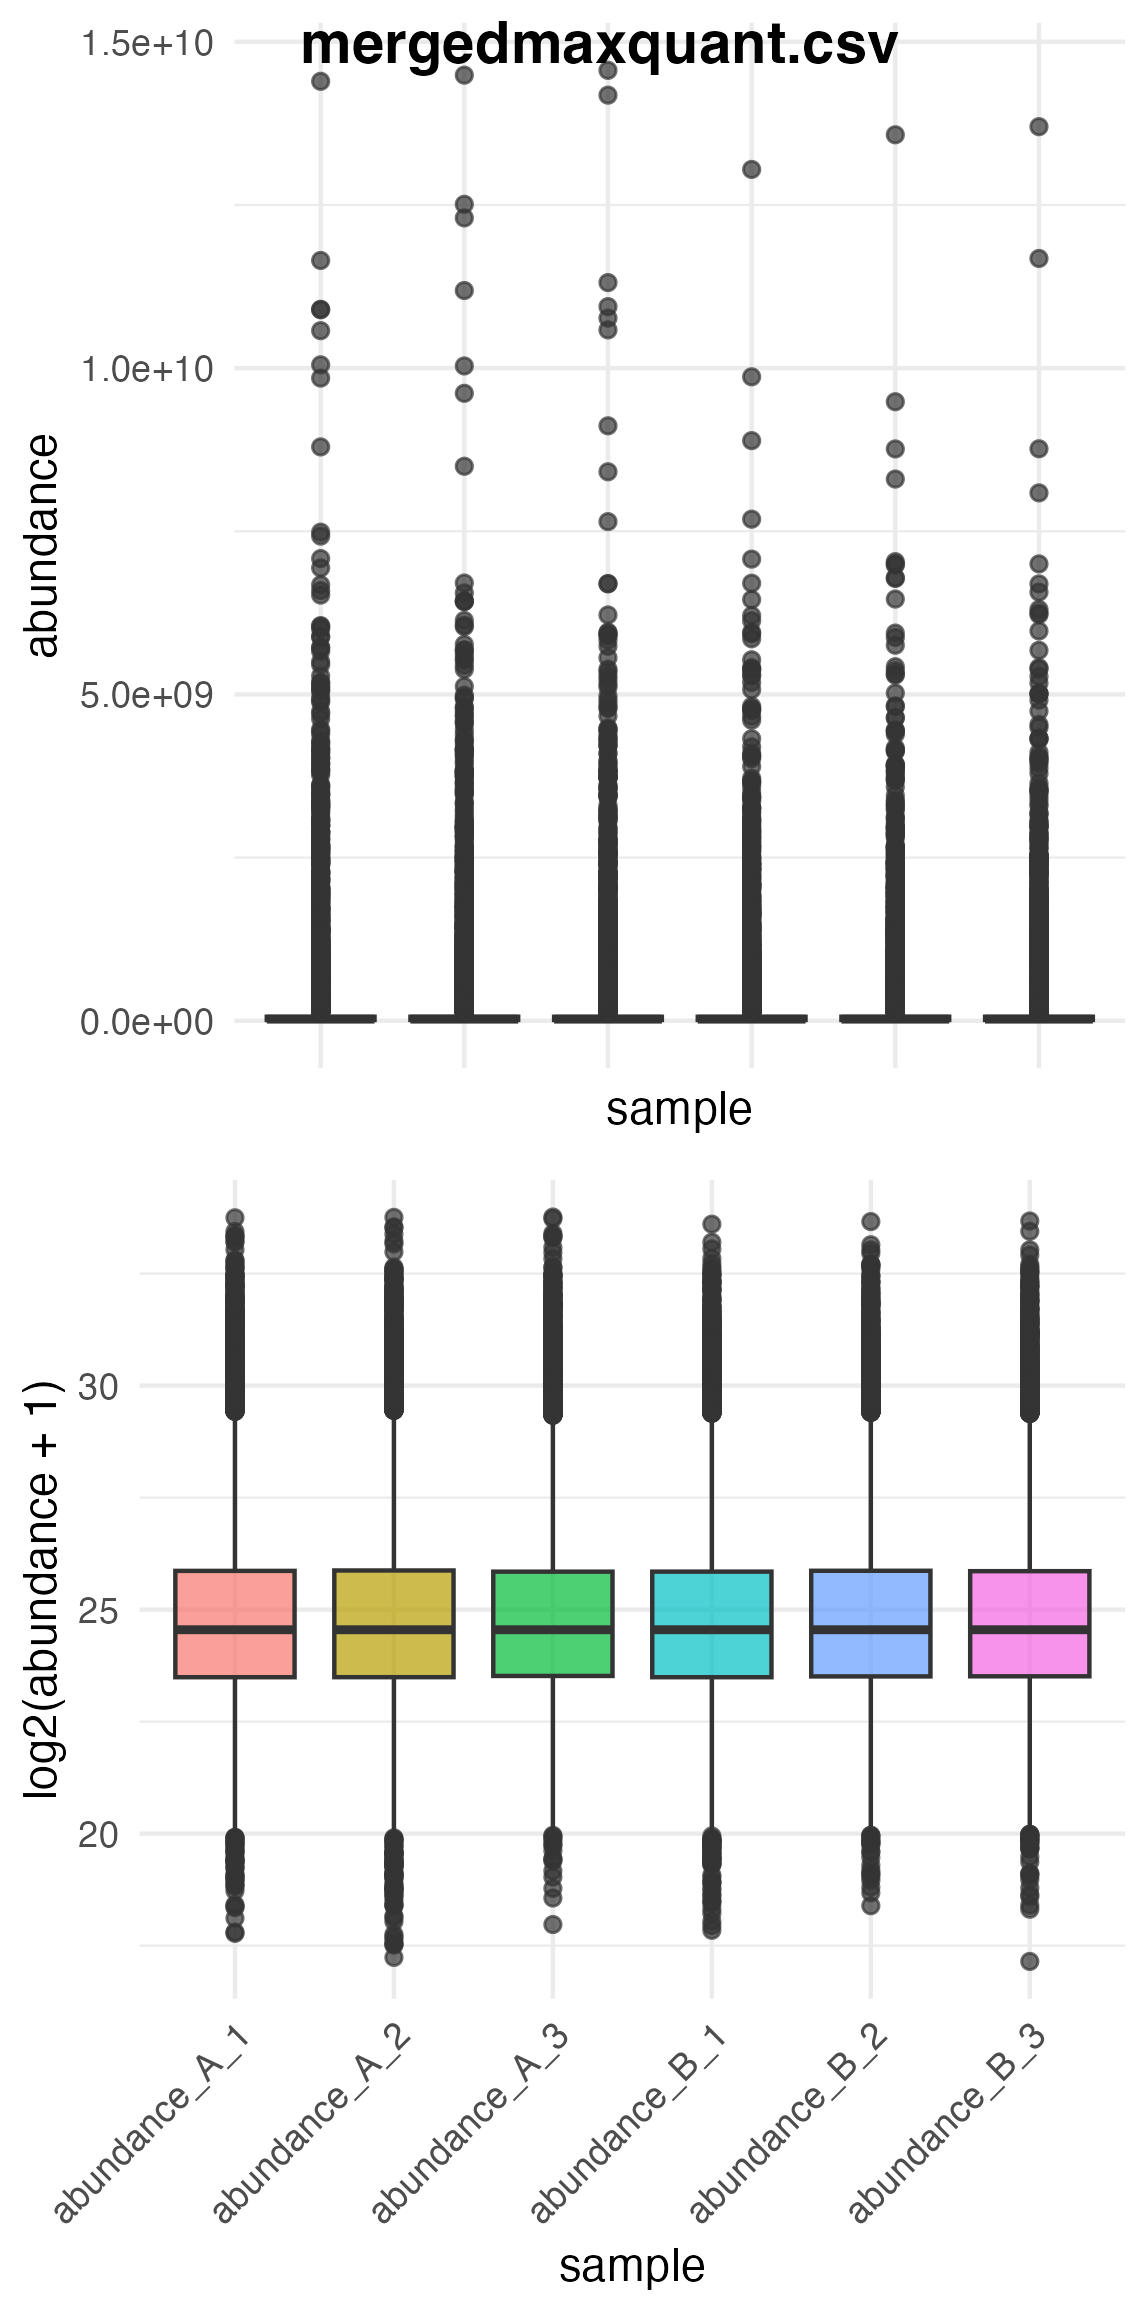 mergedmaxquant.csv
1.5e+10
1.0e+10
5.0e+09
0.0e+00
abundance
sample
30
25
20
log2(abundance + 1)
abundance_A_1
abundance_A_2
abundance_A_3
abundance_B_1
abundance_B_2
abundance_B_3
sample